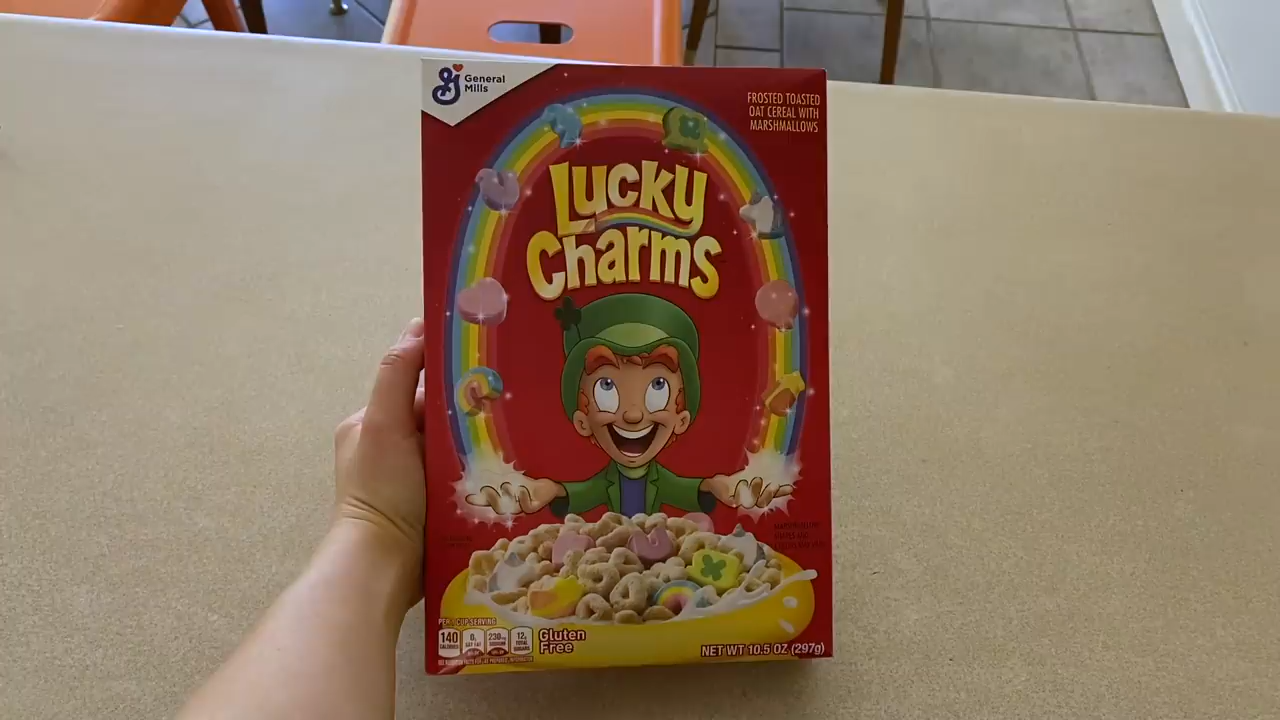 General
Mills
FROSTED TOASTED
OAT CEREAL WITH
MARSHMALLOWS
Lucky
Charms
PER 1 CUP SERVING
140
CALORIES
0g
SAT FAT
230mg
SODIUM
12g
TOTAL
SUGARS
Gluten
Free
NET WT 10.5 OZ (297g)